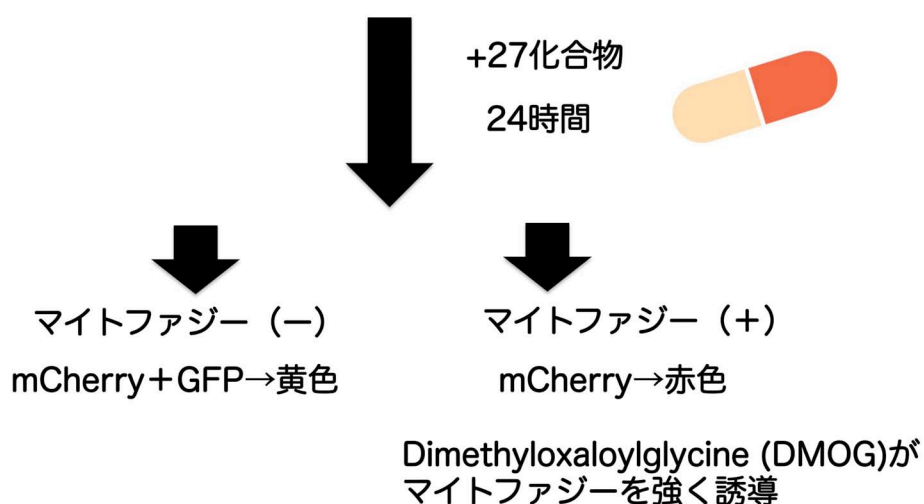 +27化合物
24時間
マイトファジー（ー）
mCherry＋GFP→黄色
マイトファジー（＋）
mCherry→赤色
Dimethyloxaloylglycine (DMOG)が
マイトファジーを強く誘導